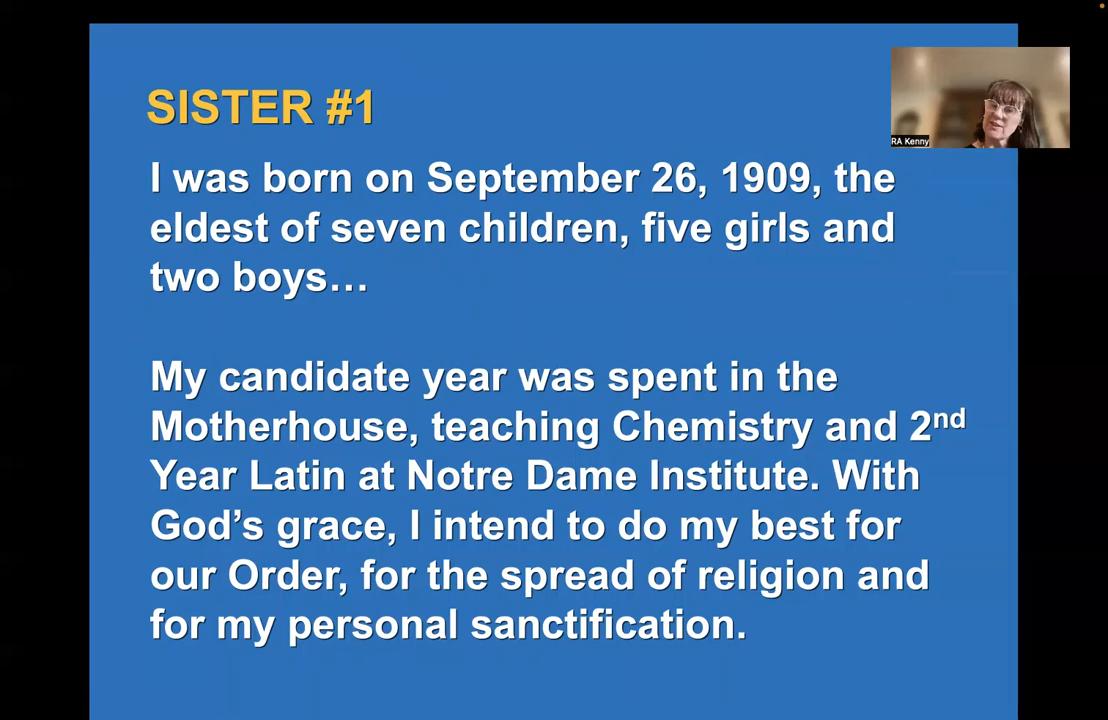 SISTER #1
I was born on September 26, 1909, the
eldest of seven children, five girls and
two boys…
My candidate year was spent in the
Motherhouse, teaching Chemistry and 2nd
Year Latin at Notre Dame Institute. With
God’s grace, I intend to do my best for
our Order, for the spread of religion and
for my personal sanctification.
RA Kenny